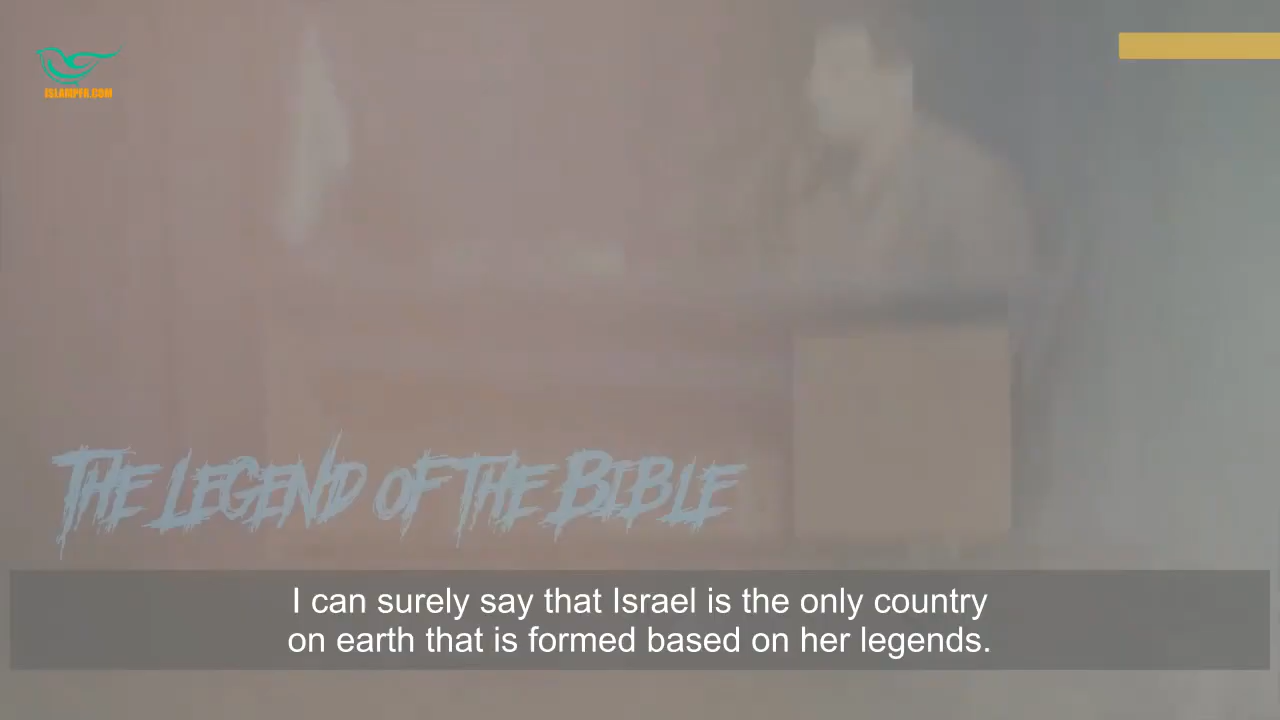 ISLAMPFR.COM
THE LEGEND OF THE BIBLE
I can surely say that Israel is the only country
on earth that is formed based on her legends.